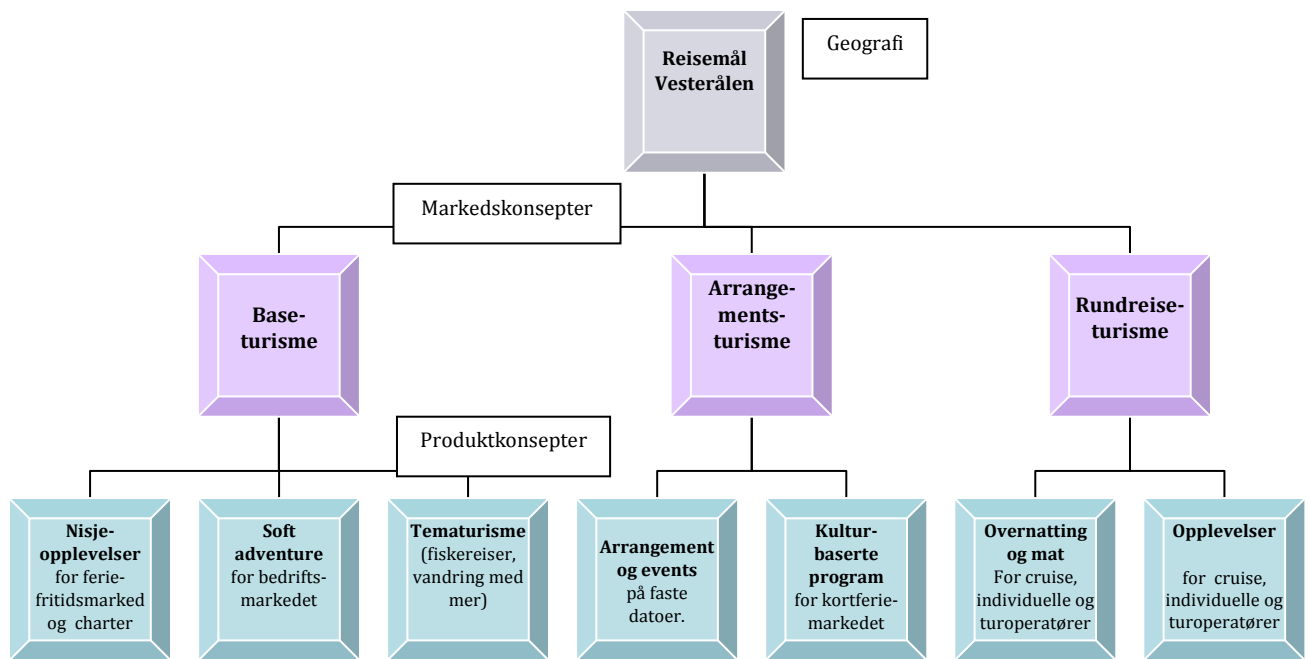 Reisemål
Vesterålen
Geografi
Markedskonsepter
Base-
turisme
Arrange-
ments-
turisme
Rundreise-
turisme
Produktkonsepter
Nisje-
opplevelser
for ferie-
fritidsmarked
og charter
Soft
adventure
for bedrifts-
markedet
Tematurisme
(fiskereiser,
vandring med
mer)
Arrangement
og events
på faste
datoer.
Kultur-
baserte
program
for kortferie-
markedet
Overnatting
og mat
For cruise,
individuelle og
turoperatører
Opplevelser
for cruise,
individuelle og
turoperatører